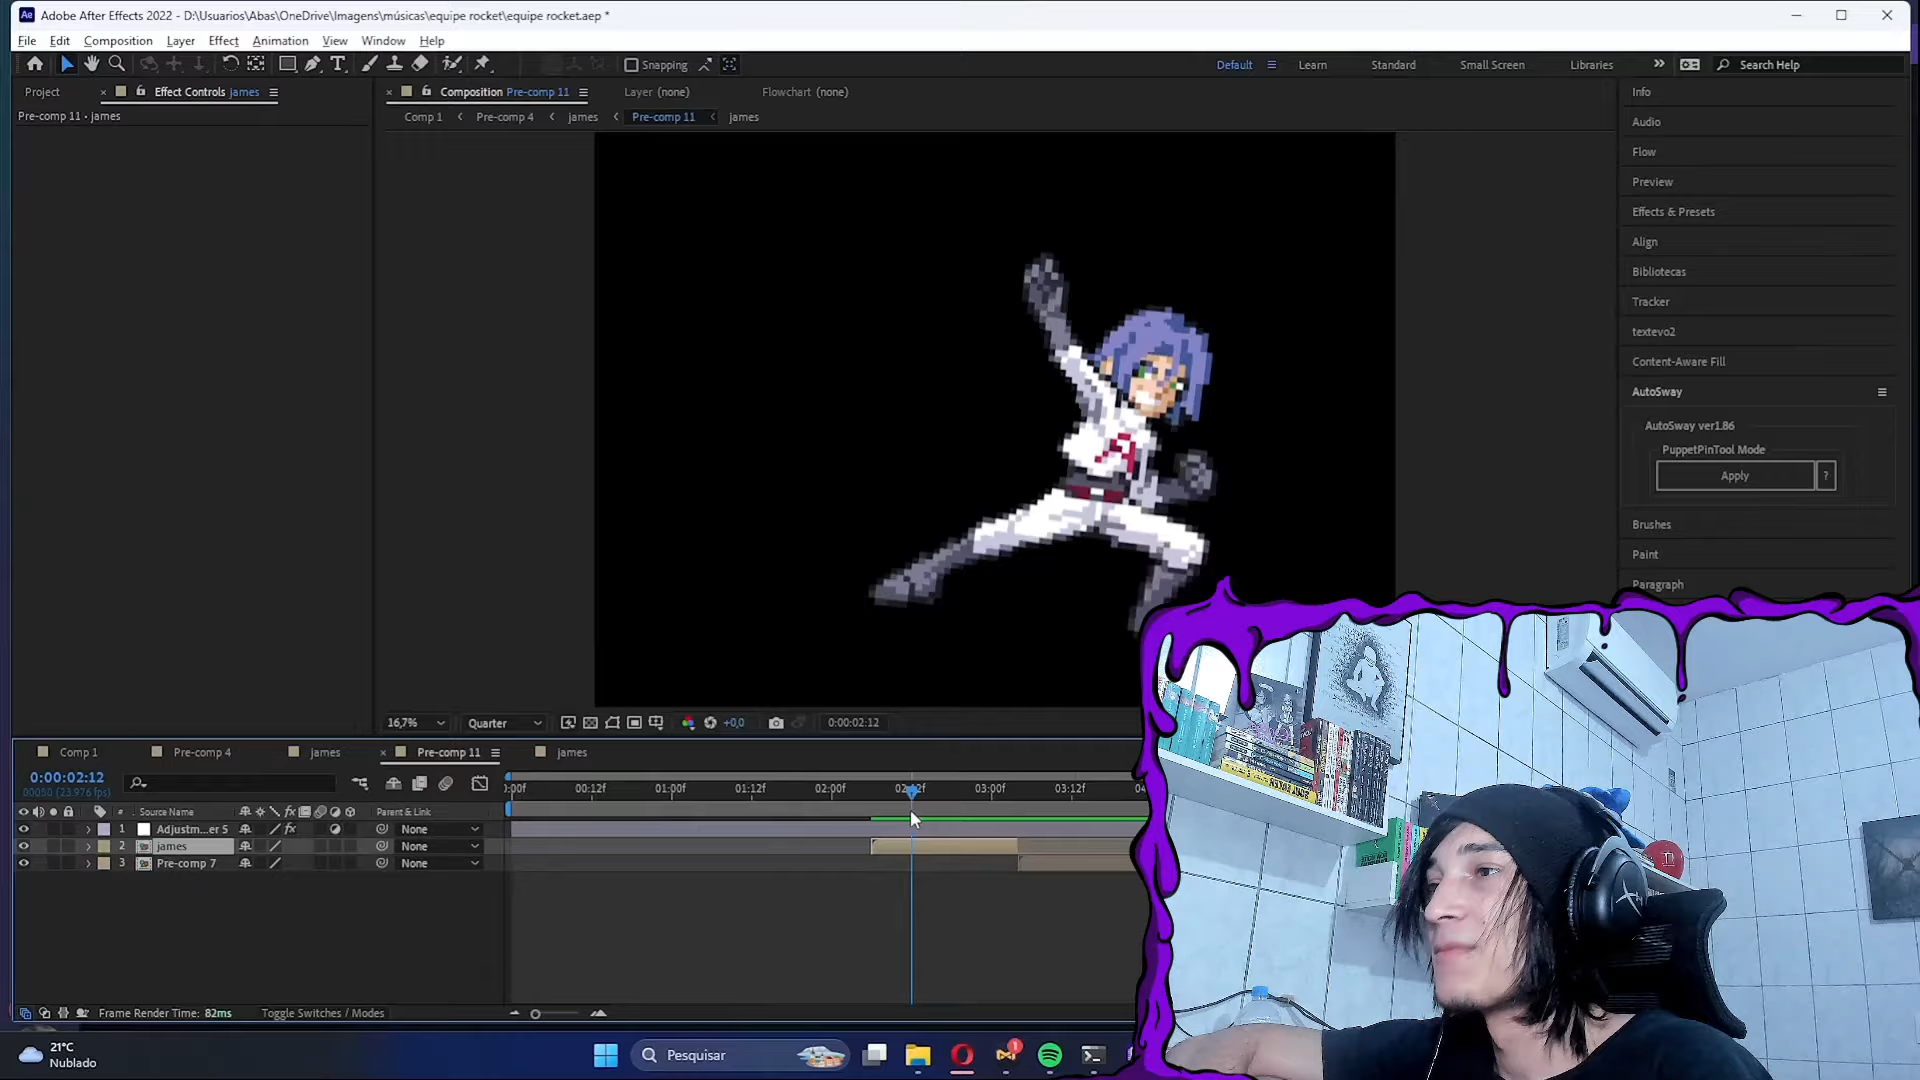 Adobe After Effects 2022 - D:\Usuarios\Abas\OneDrive\Imagens\músicas\equipe rocket\equipe rocket.aep *
File Edit Composition Layer Effect Animation View Window Help
Snapping
Default Learn Standard Small Screen Libraries
Search Help
Project
Effect Controls james
Pre-comp 11 • james
Composition Pre-comp 11
Layer (none)
Flowchart (none)
Comp 1 Pre-comp 4 james Pre-comp 11 james
Info
Audio
Flow
Preview
Effects & Presets
Align
Bibliotecas
Tracker
textevo2
Content-Aware Fill
AutoSway
AutoSway ver1.86
PuppetPinTool Mode
Apply ?
Brushes
Paint
Paragraph
16,7% Quarter +0,0 0:00:02:12
Comp 1 Pre-comp 4 james Pre-comp 11 james
0:00:02:12
00050 (23.976 fps)
:00f 00:12f 01:00f 01:12f 02:00f 03:00f 03:12f
# Source Name Parent & Link
1 Adjustm...er 5 None
2 james None
3 Pre-comp 7 None
Frame Render Time: 82ms Toggle Switches / Modes
21°C
Nublado
Pesquisar
1